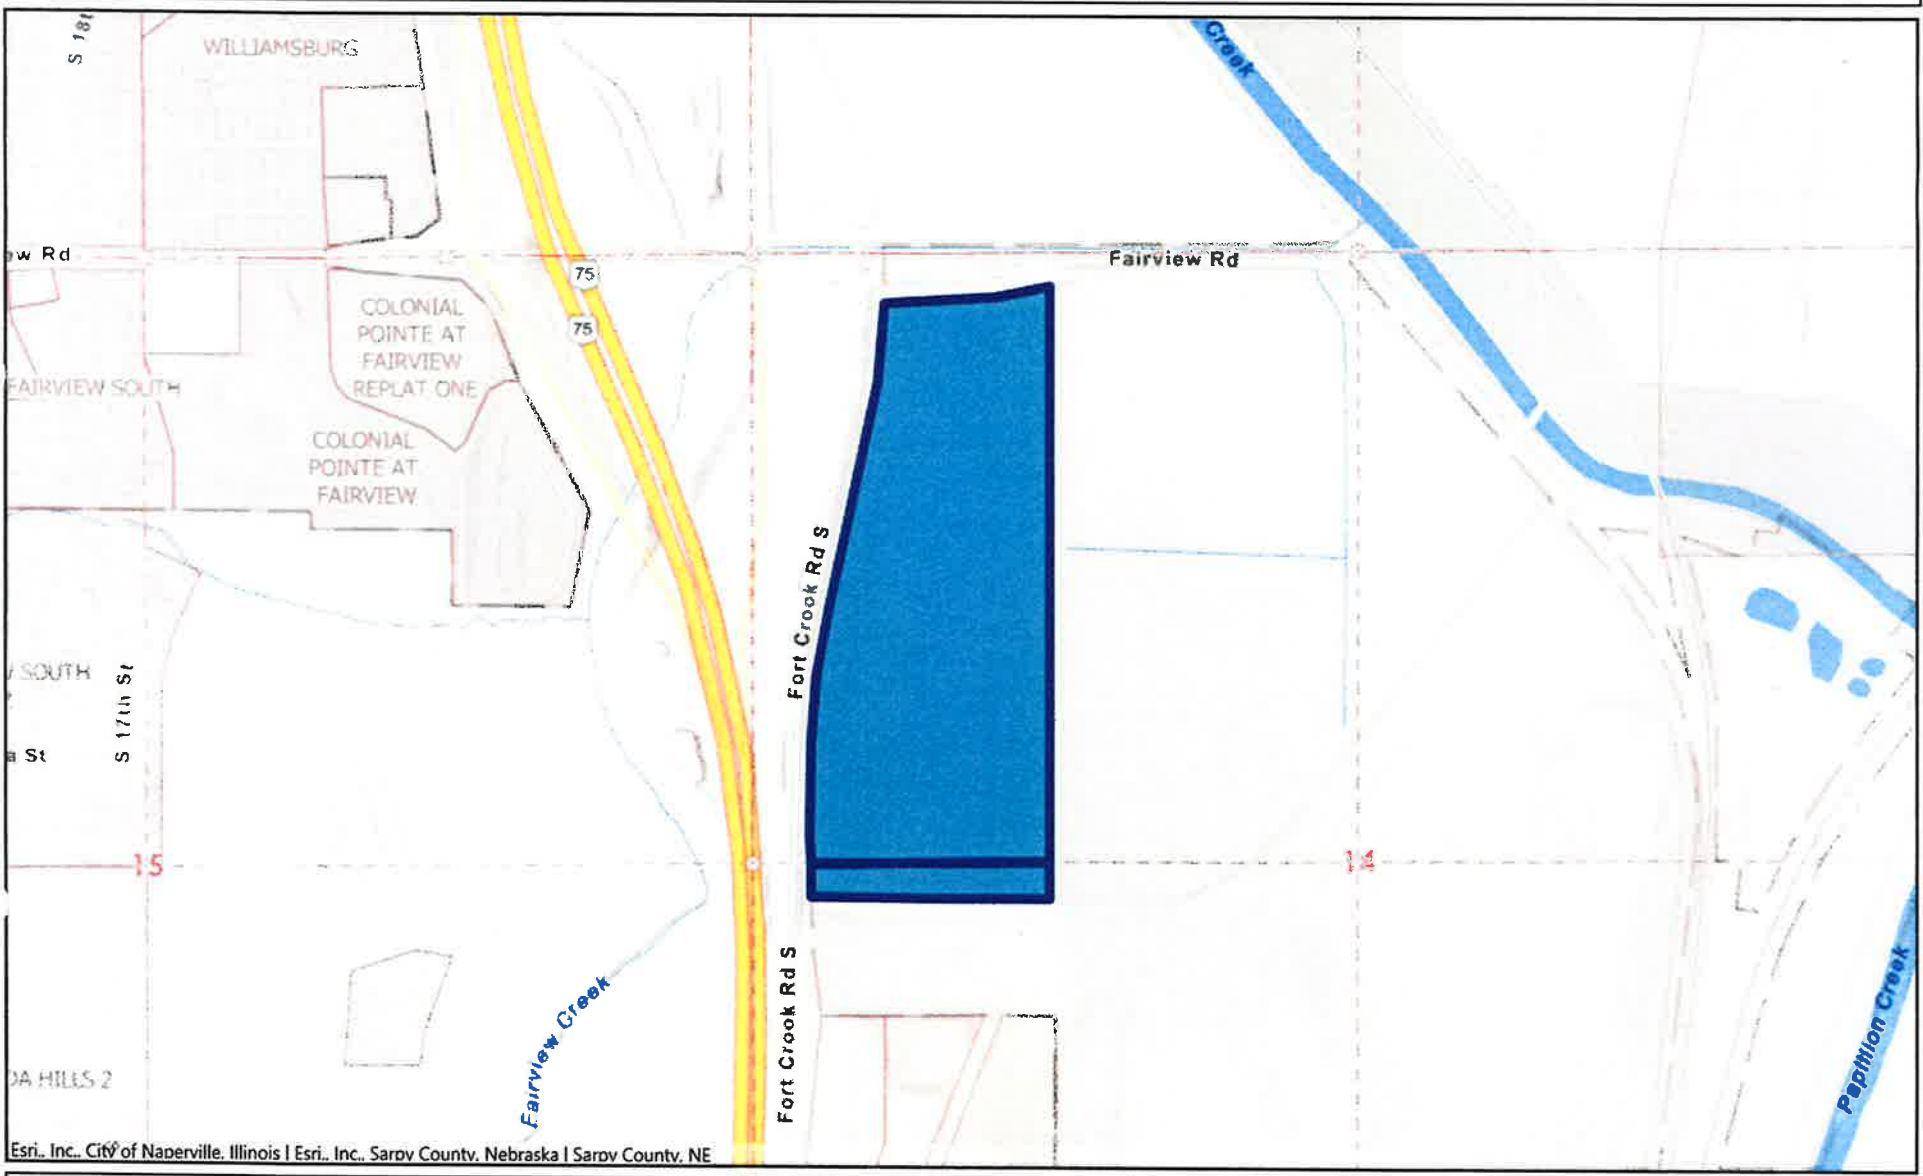 S 18t
WILLIAMSBURG
Creek
ew Rd
Fairview Rd
75
75
COLONIAL
POINTE AT
FAIRVIEW
REPLAT ONE
FAIRVIEW SOUTH
COLONIAL
POINTE AT
FAIRVIEW
Fort Crook Rd S
SOUTH
S 17th St
a St
15
14
Fairview Creek
Fort Crook Rd S
Papillion Creek
DA HILLS 2
Esri., Inc., City of Naperville, Illinois | Esri., Inc., Sarpy County, Nebraska | Sarpy County, NE